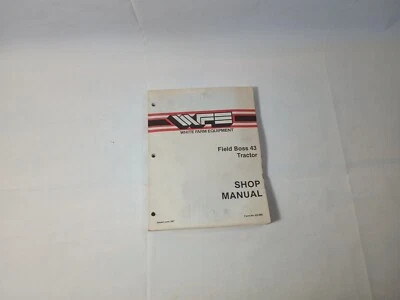 WFE
WHITE FARM EQUIPMENT
Field Boss 43
Tractor
SHOP
MANUAL